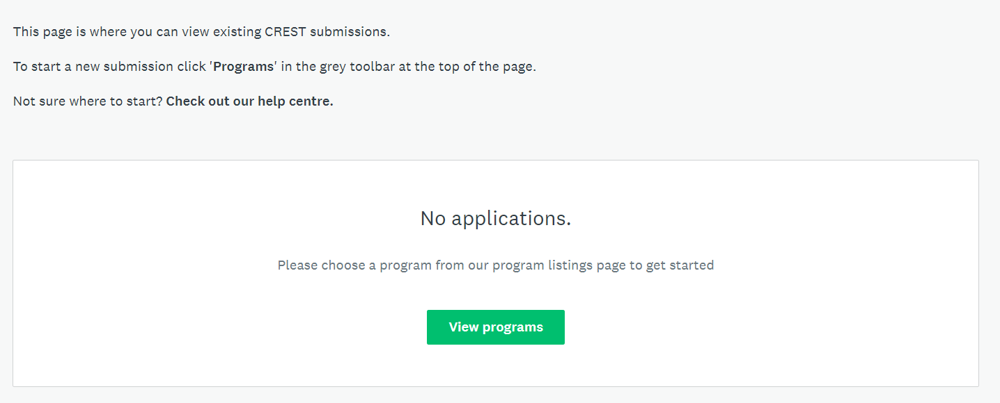 This page is where you can view existing CREST submissions.
To start a new submission click 'Programs' in the grey toolbar at the top of the page.
Not sure where to start? Check out our help centre.
No applications.
Please choose a program from our program listings page to get started
View programs